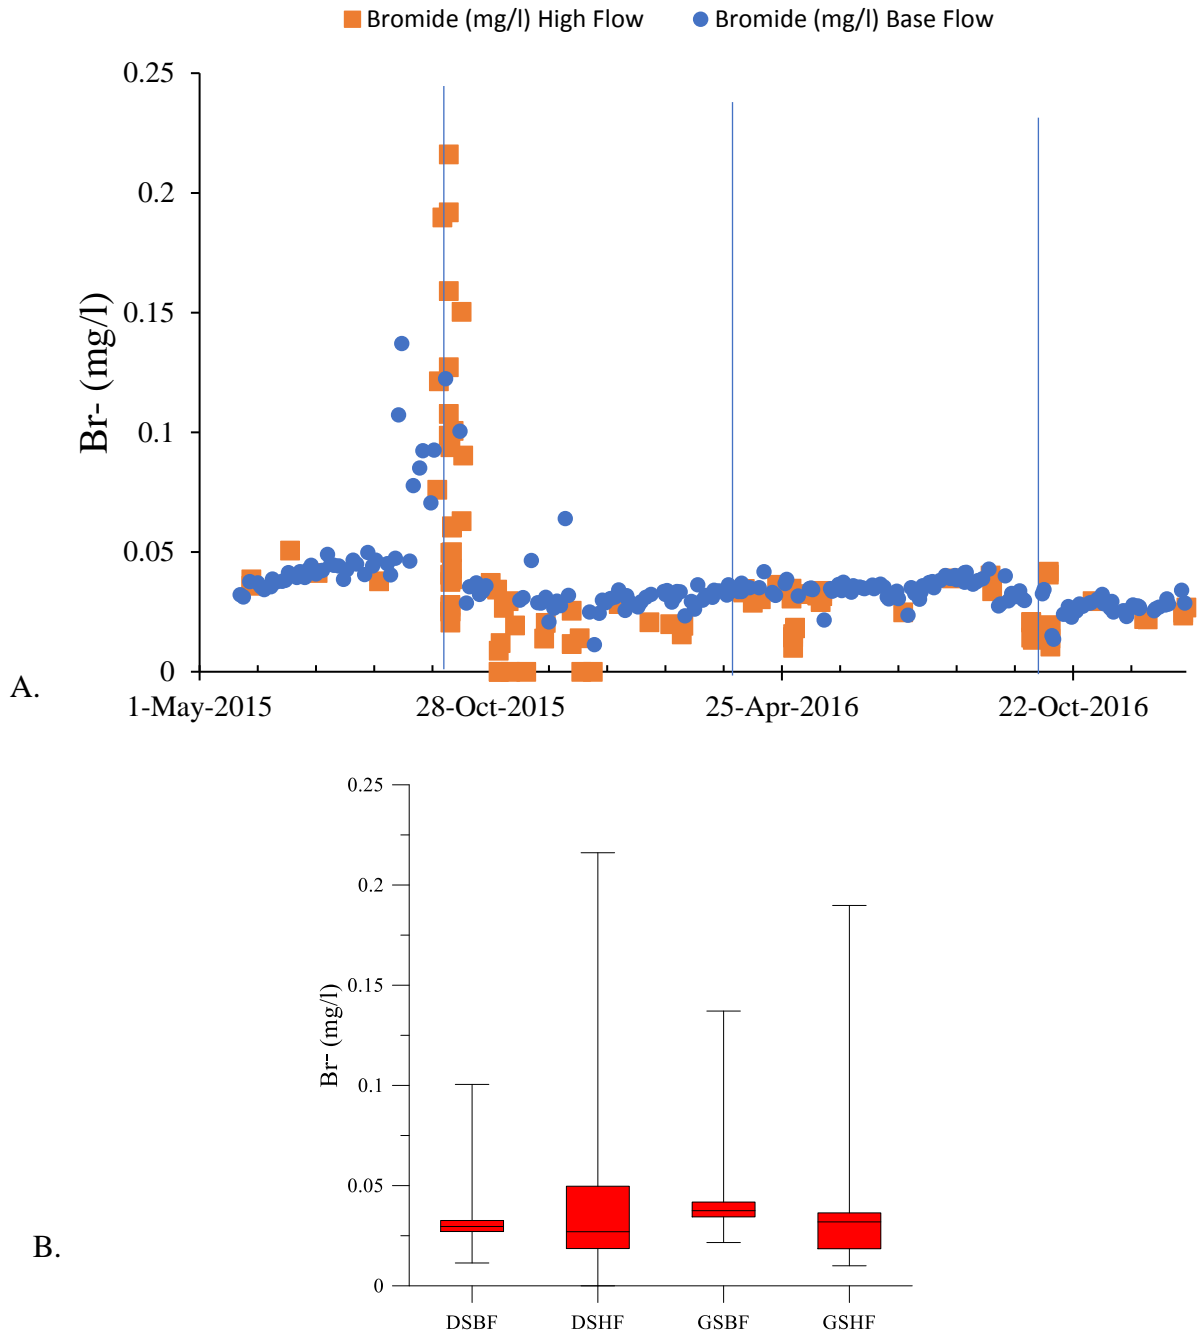 Bromide (mg/l) High Flow Bromide (mg/l) Base Flow
0.25
0.2
0.15
0.1
0.05
0
Br- (mg/l)
A.
1-May-2015 28-Oct-2015 25-Apr-2016 22-Oct-2016
0.25
0.2
0.15
0.1
0.05
0
Br- (mg/l)
B.
DSBF DSHF GSBF GSHF